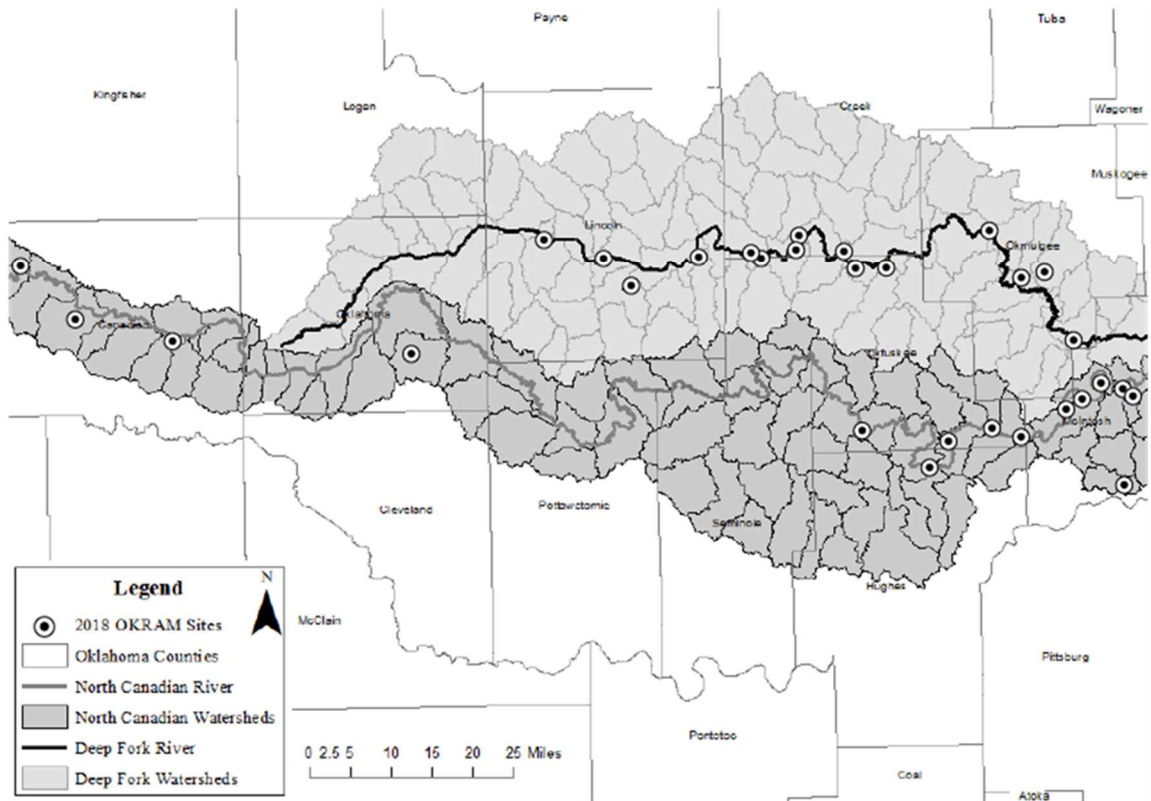 Payne
Tulsa
Kingfisher
Logan
Creek
Wagoner
Muskogee
Lincoln
Okmulgee
Canadian
Oklahoma
Okfuskee
McIntosh
Cleveland
Pottawatomie
Seminole
Hughes
McClain
Pittsburg
Pontotoc
Coal
Atoka
Legend
N
2018 OKRAM Sites
Oklahoma Counties
North Canadian River
North Canadian Watersheds
Deep Fork River
Deep Fork Watersheds
0 2.5 5 10 15 20 25 Miles